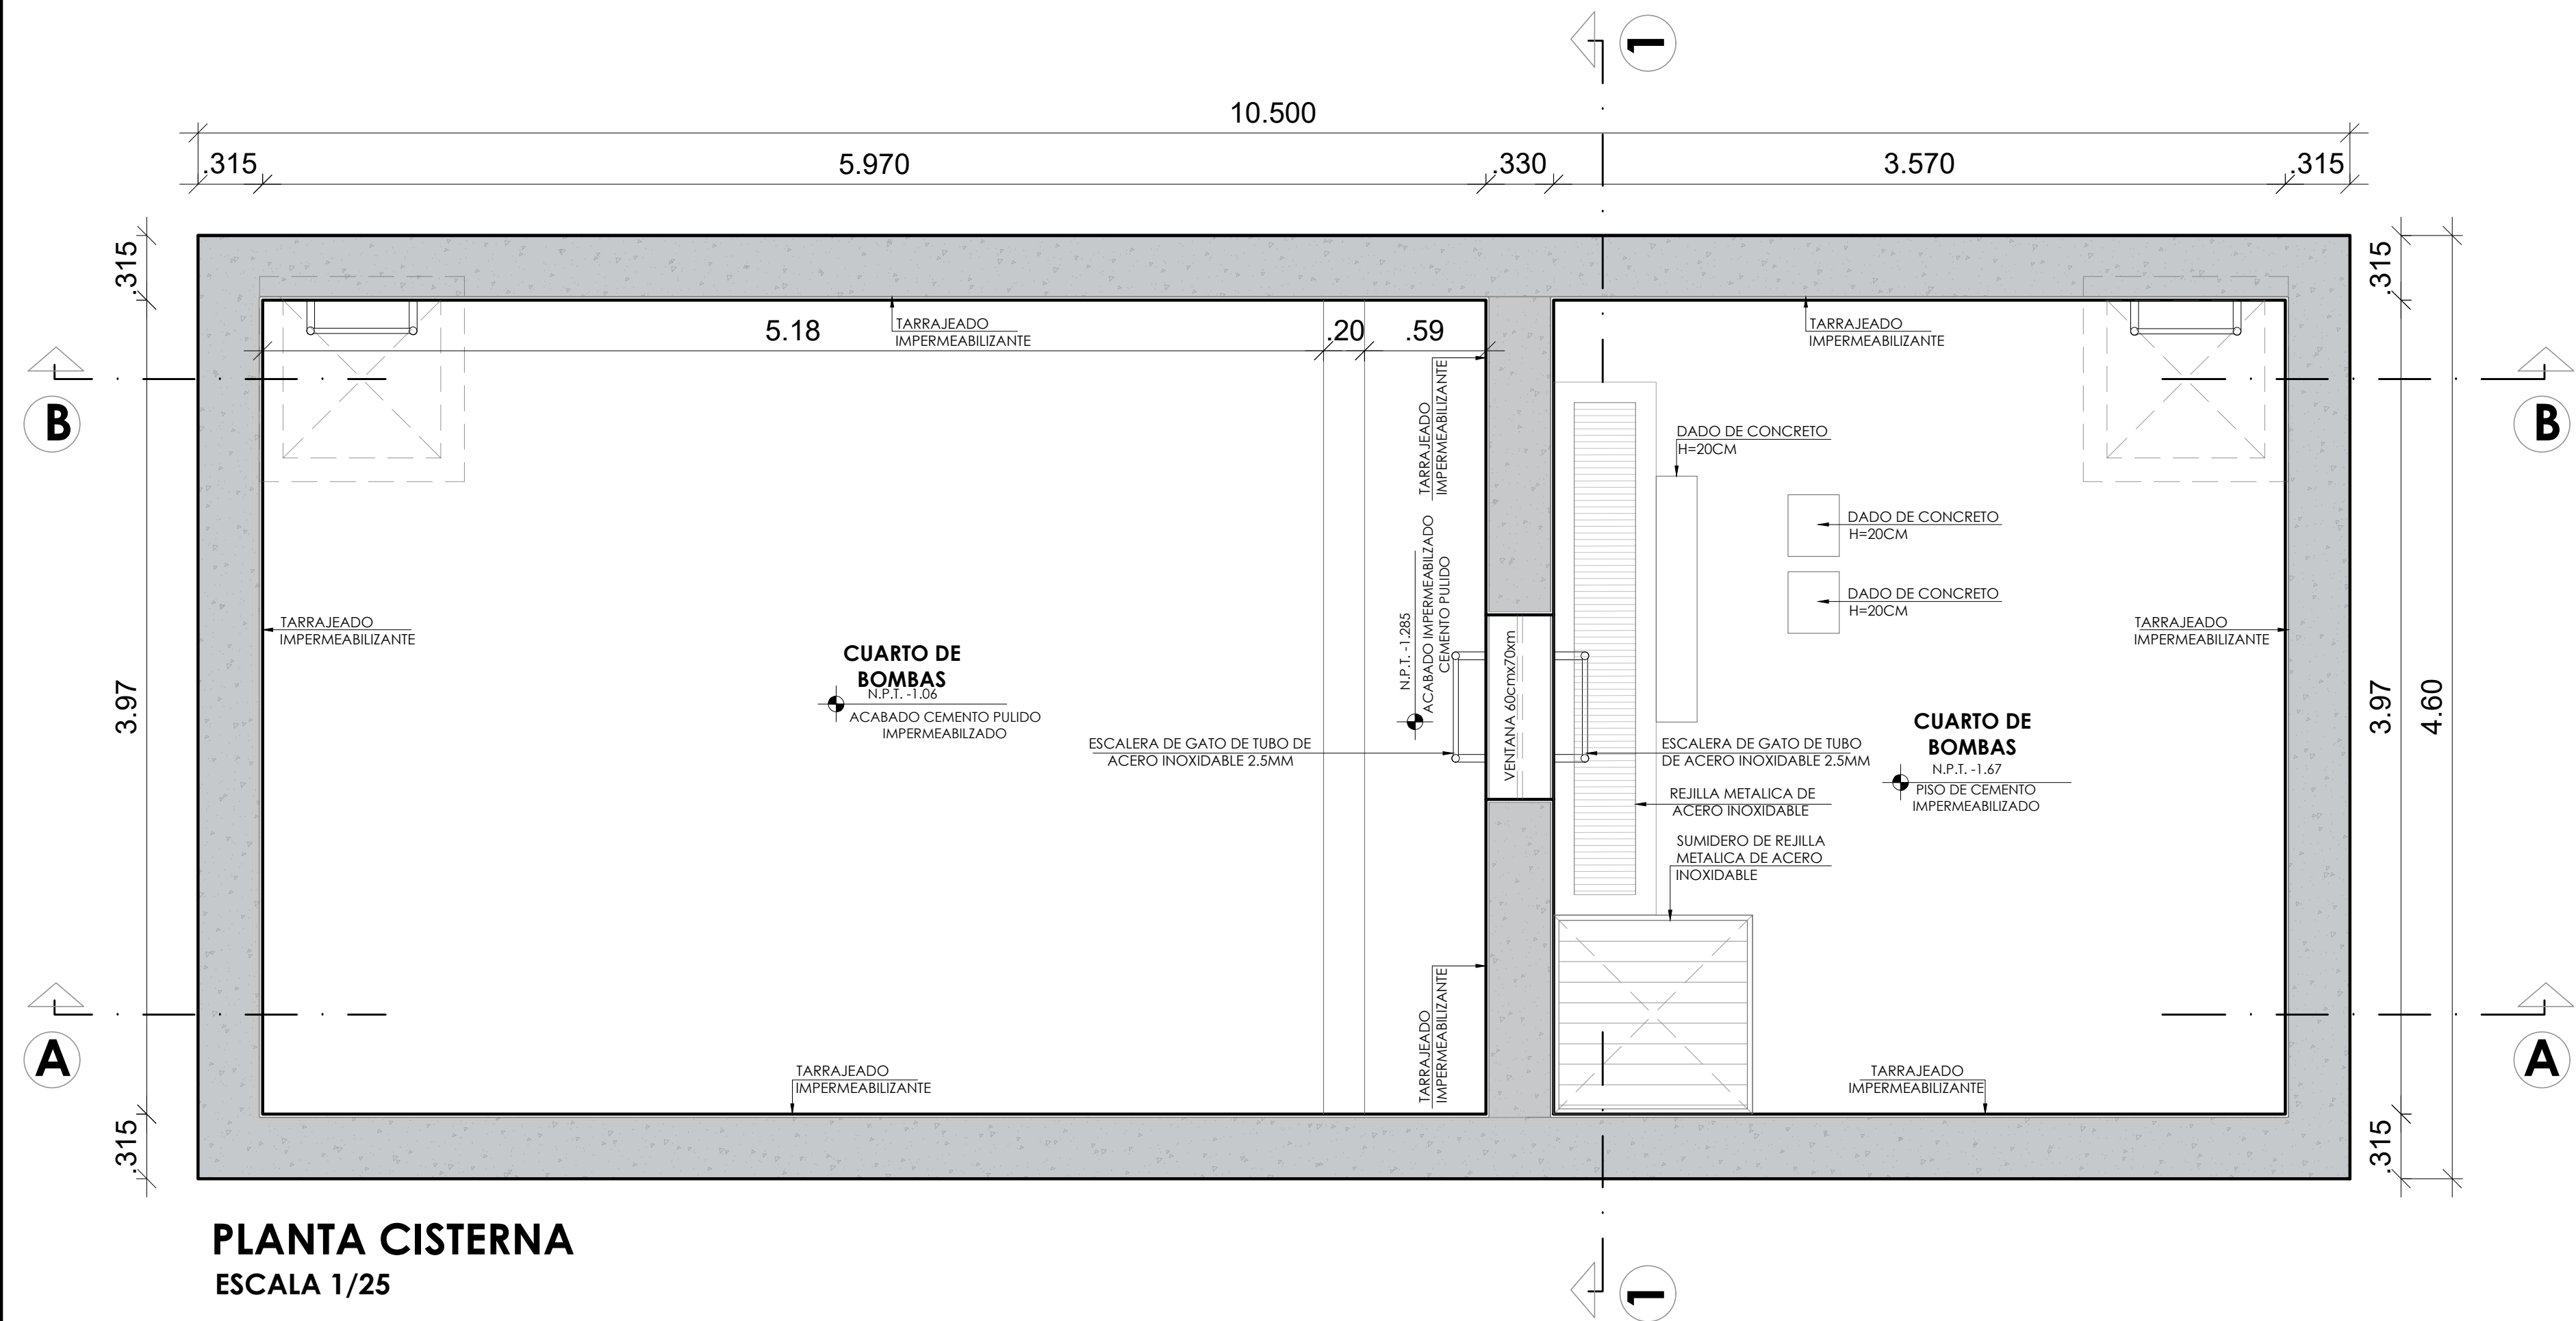 1
10.500
.315
5.970
.330
3.570
.315
.315
.315
TARRAJEADO
IMPERMEABILIZANTE
5.18
.20
.59
TARRAJEADO
IMPERMEABILIZANTE
TARRAJEADO
IMPERMEABILIZANTE
B
B
DADO DE CONCRETO
H=20CM
DADO DE CONCRETO
H=20CM
DADO DE CONCRETO
H=20CM
TARRAJEADO
IMPERMEABILIZANTE
TARRAJEADO
IMPERMEABILIZANTE
CUARTO DE
BOMBAS
N.P.T. -1.06
ACABADO CEMENTO PULIDO
IMPERMEABILZADO
N.P.T. -1.285
ACABADO IMPERMEABILZADO
CEMENTO PULIDO
VENTANA 60cmx70xm
3.97
3.97
4.60
CUARTO DE
BOMBAS
N.P.T. -1.67
PISO DE CEMENTO
IMPERMEABILIZADO
ESCALERA DE GATO DE TUBO DE
ACERO INOXIDABLE 2.5MM
ESCALERA DE GATO DE TUBO
DE ACERO INOXIDABLE 2.5MM
REJILLA METALICA DE
ACERO INOXIDABLE
SUMIDERO DE REJILLA
METALICA DE ACERO
INOXIDABLE
TARRAJEADO
IMPERMEABILIZANTE
A
A
TARRAJEADO
IMPERMEABILIZANTE
TARRAJEADO
IMPERMEABILIZANTE
.315
.315
PLANTA CISTERNA
ESCALA 1/25
1